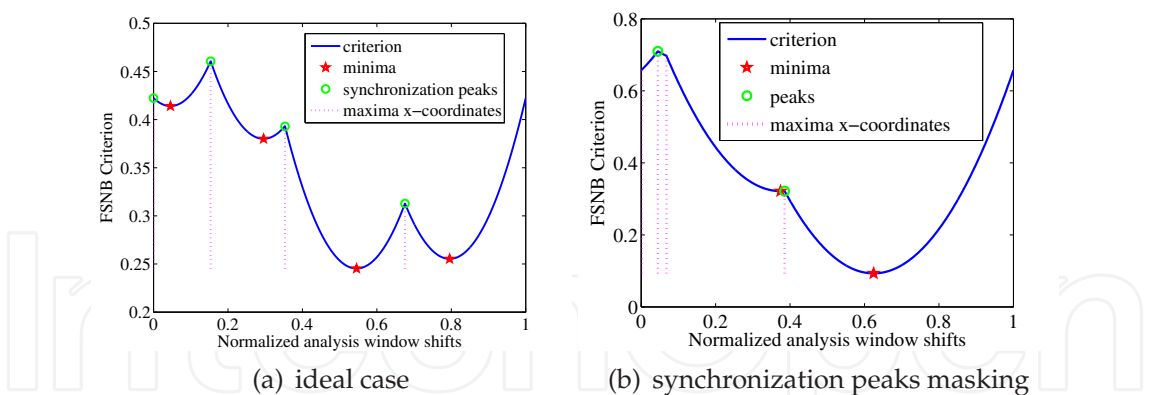 0.5
0.45
0.4
0.35
0.3
0.25
0.2
FSNB Criterion
0 0.2 0.4 0.6 0.8 1
Normalized analysis window shifts
criterion
minima
synchronization peaks
maxima x−coordinates
(a) ideal case
0.8
0.6
0.4
0.2
0
FSNB Criterion
0 0.2 0.4 0.6 0.8 1
Normalized analysis window shifts
criterion
minima
peaks
maxima x−coordinates
(b) synchronization peaks masking